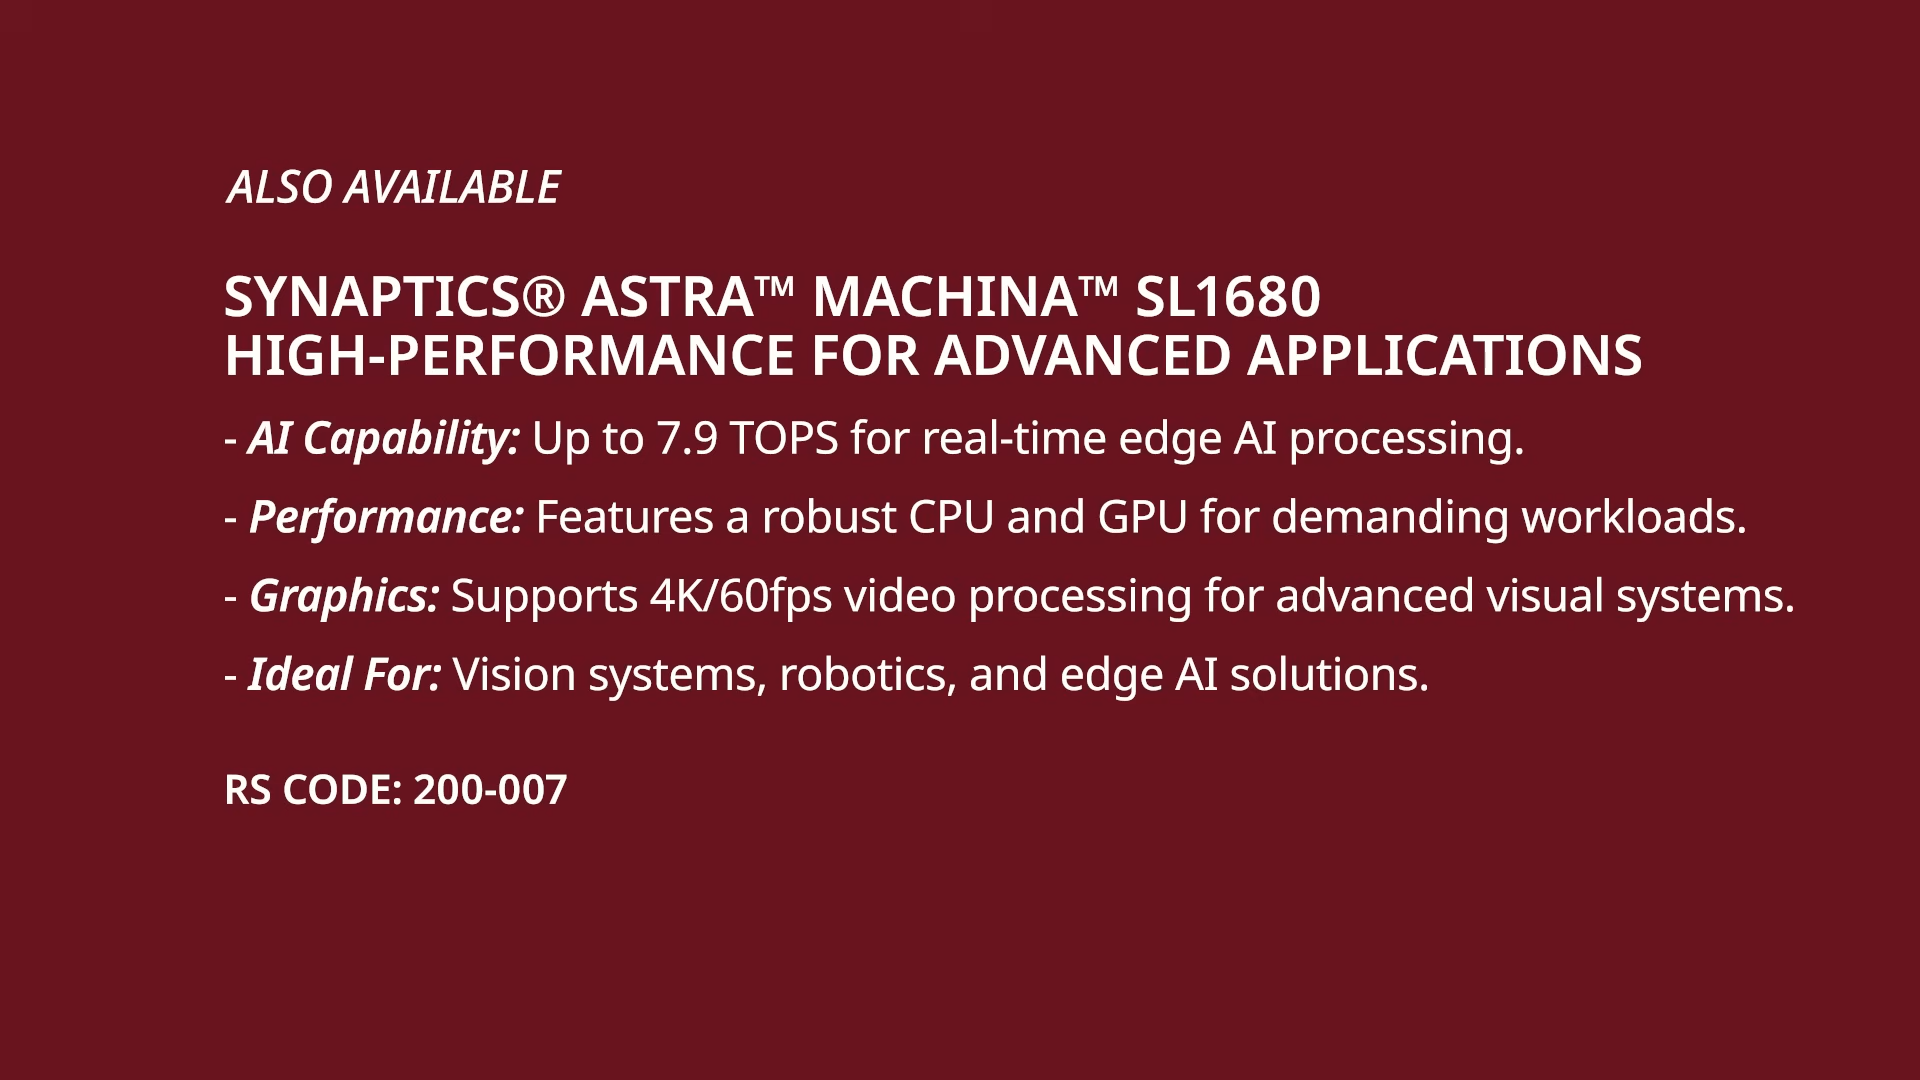 ALSO AVAILABLE
SYNAPTICS® ASTRA™ MACHINA™ SL1680
HIGH-PERFORMANCE FOR ADVANCED APPLICATIONS
- AI Capability: Up to 7.9 TOPS for real-time edge AI processing.
- Performance: Features a robust CPU and GPU for demanding workloads.
- Graphics: Supports 4K/60fps video processing for advanced visual systems.
- Ideal For: Vision systems, robotics, and edge AI solutions.
RS CODE: 200-007